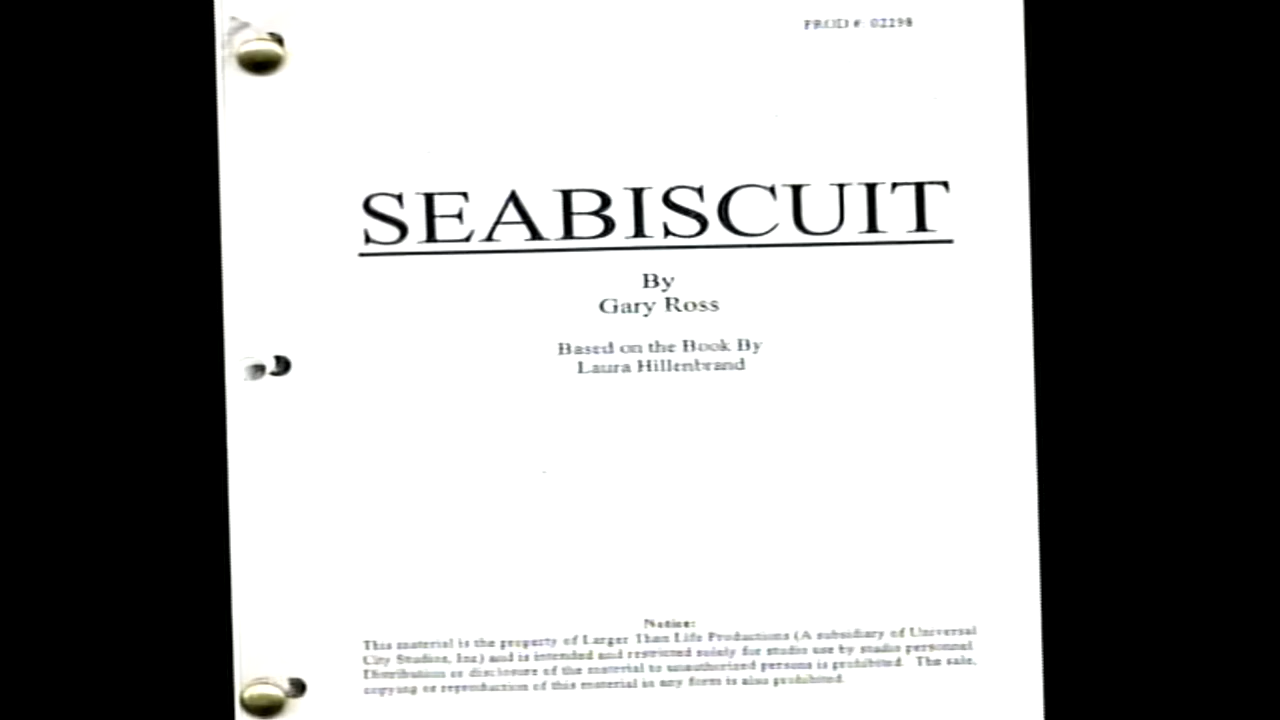 PROD #: 02298
SEABISCUIT
By
Gary Ross
Based on the Book By
Laura Hillenbrand
Notice:
This material is the property of Larger Than Life Productions (A subsidiary of Universal
City Studios, Inc) and is intended and restricted solely for studio use by studio personnel.
Distribution or disclosure of the material to unauthorized persons is prohibited. The sale,
copying or reproduction of this material in any form is also prohibited.